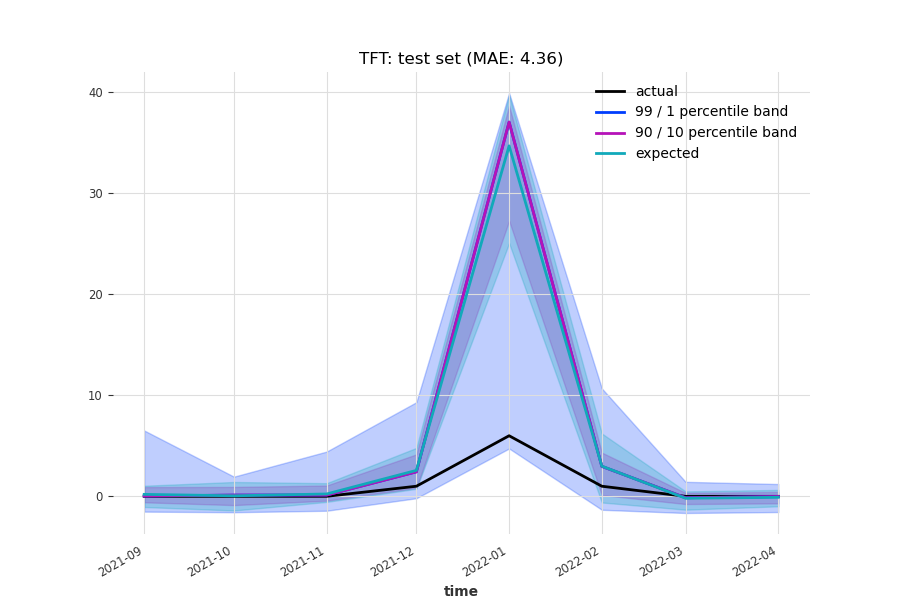 TFT: test set (MAE: 4.36)
actual
99 / 1 percentile band
90 / 10 percentile band
expected
40
30
20
10
0
2021-09
2021-10
2021-11
2021-12
2022-01
2022-02
2022-03
2022-04
time